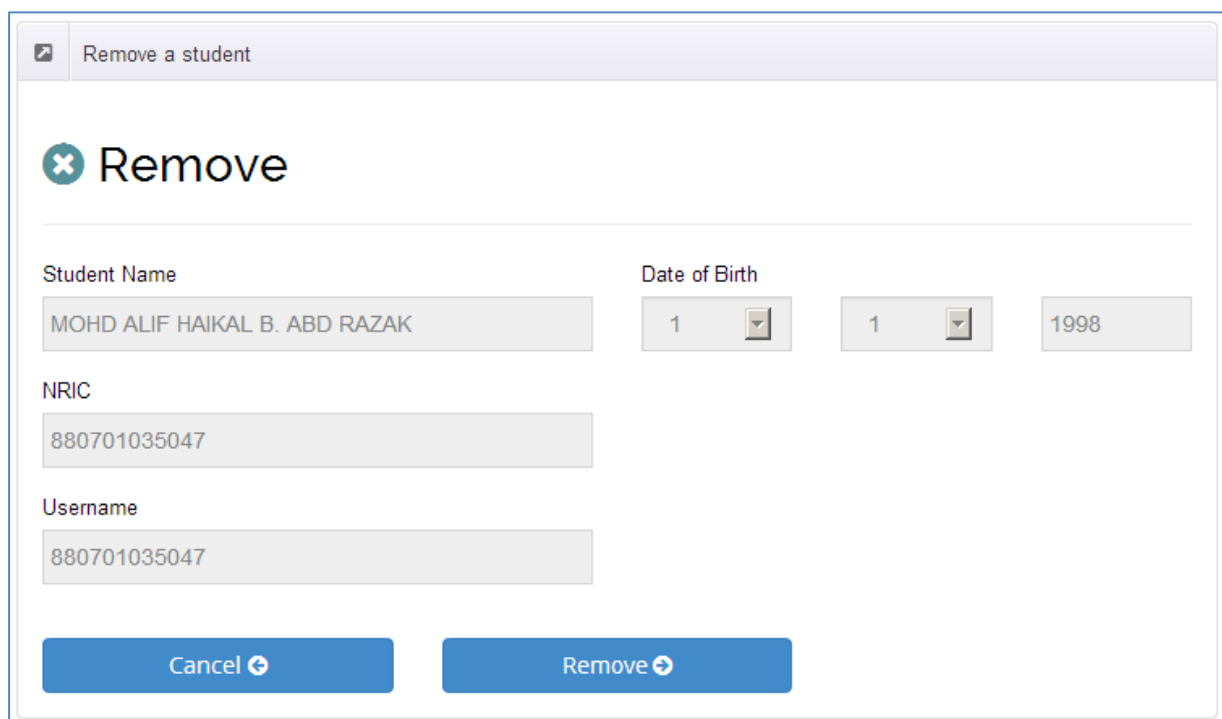 Remove a student
Remove
Student Name
Date of Birth
MOHD ALIF HAIKAL B. ABD RAZAK
1
1
1998
NRIC
880701035047
Username
880701035047
Cancel
Remove